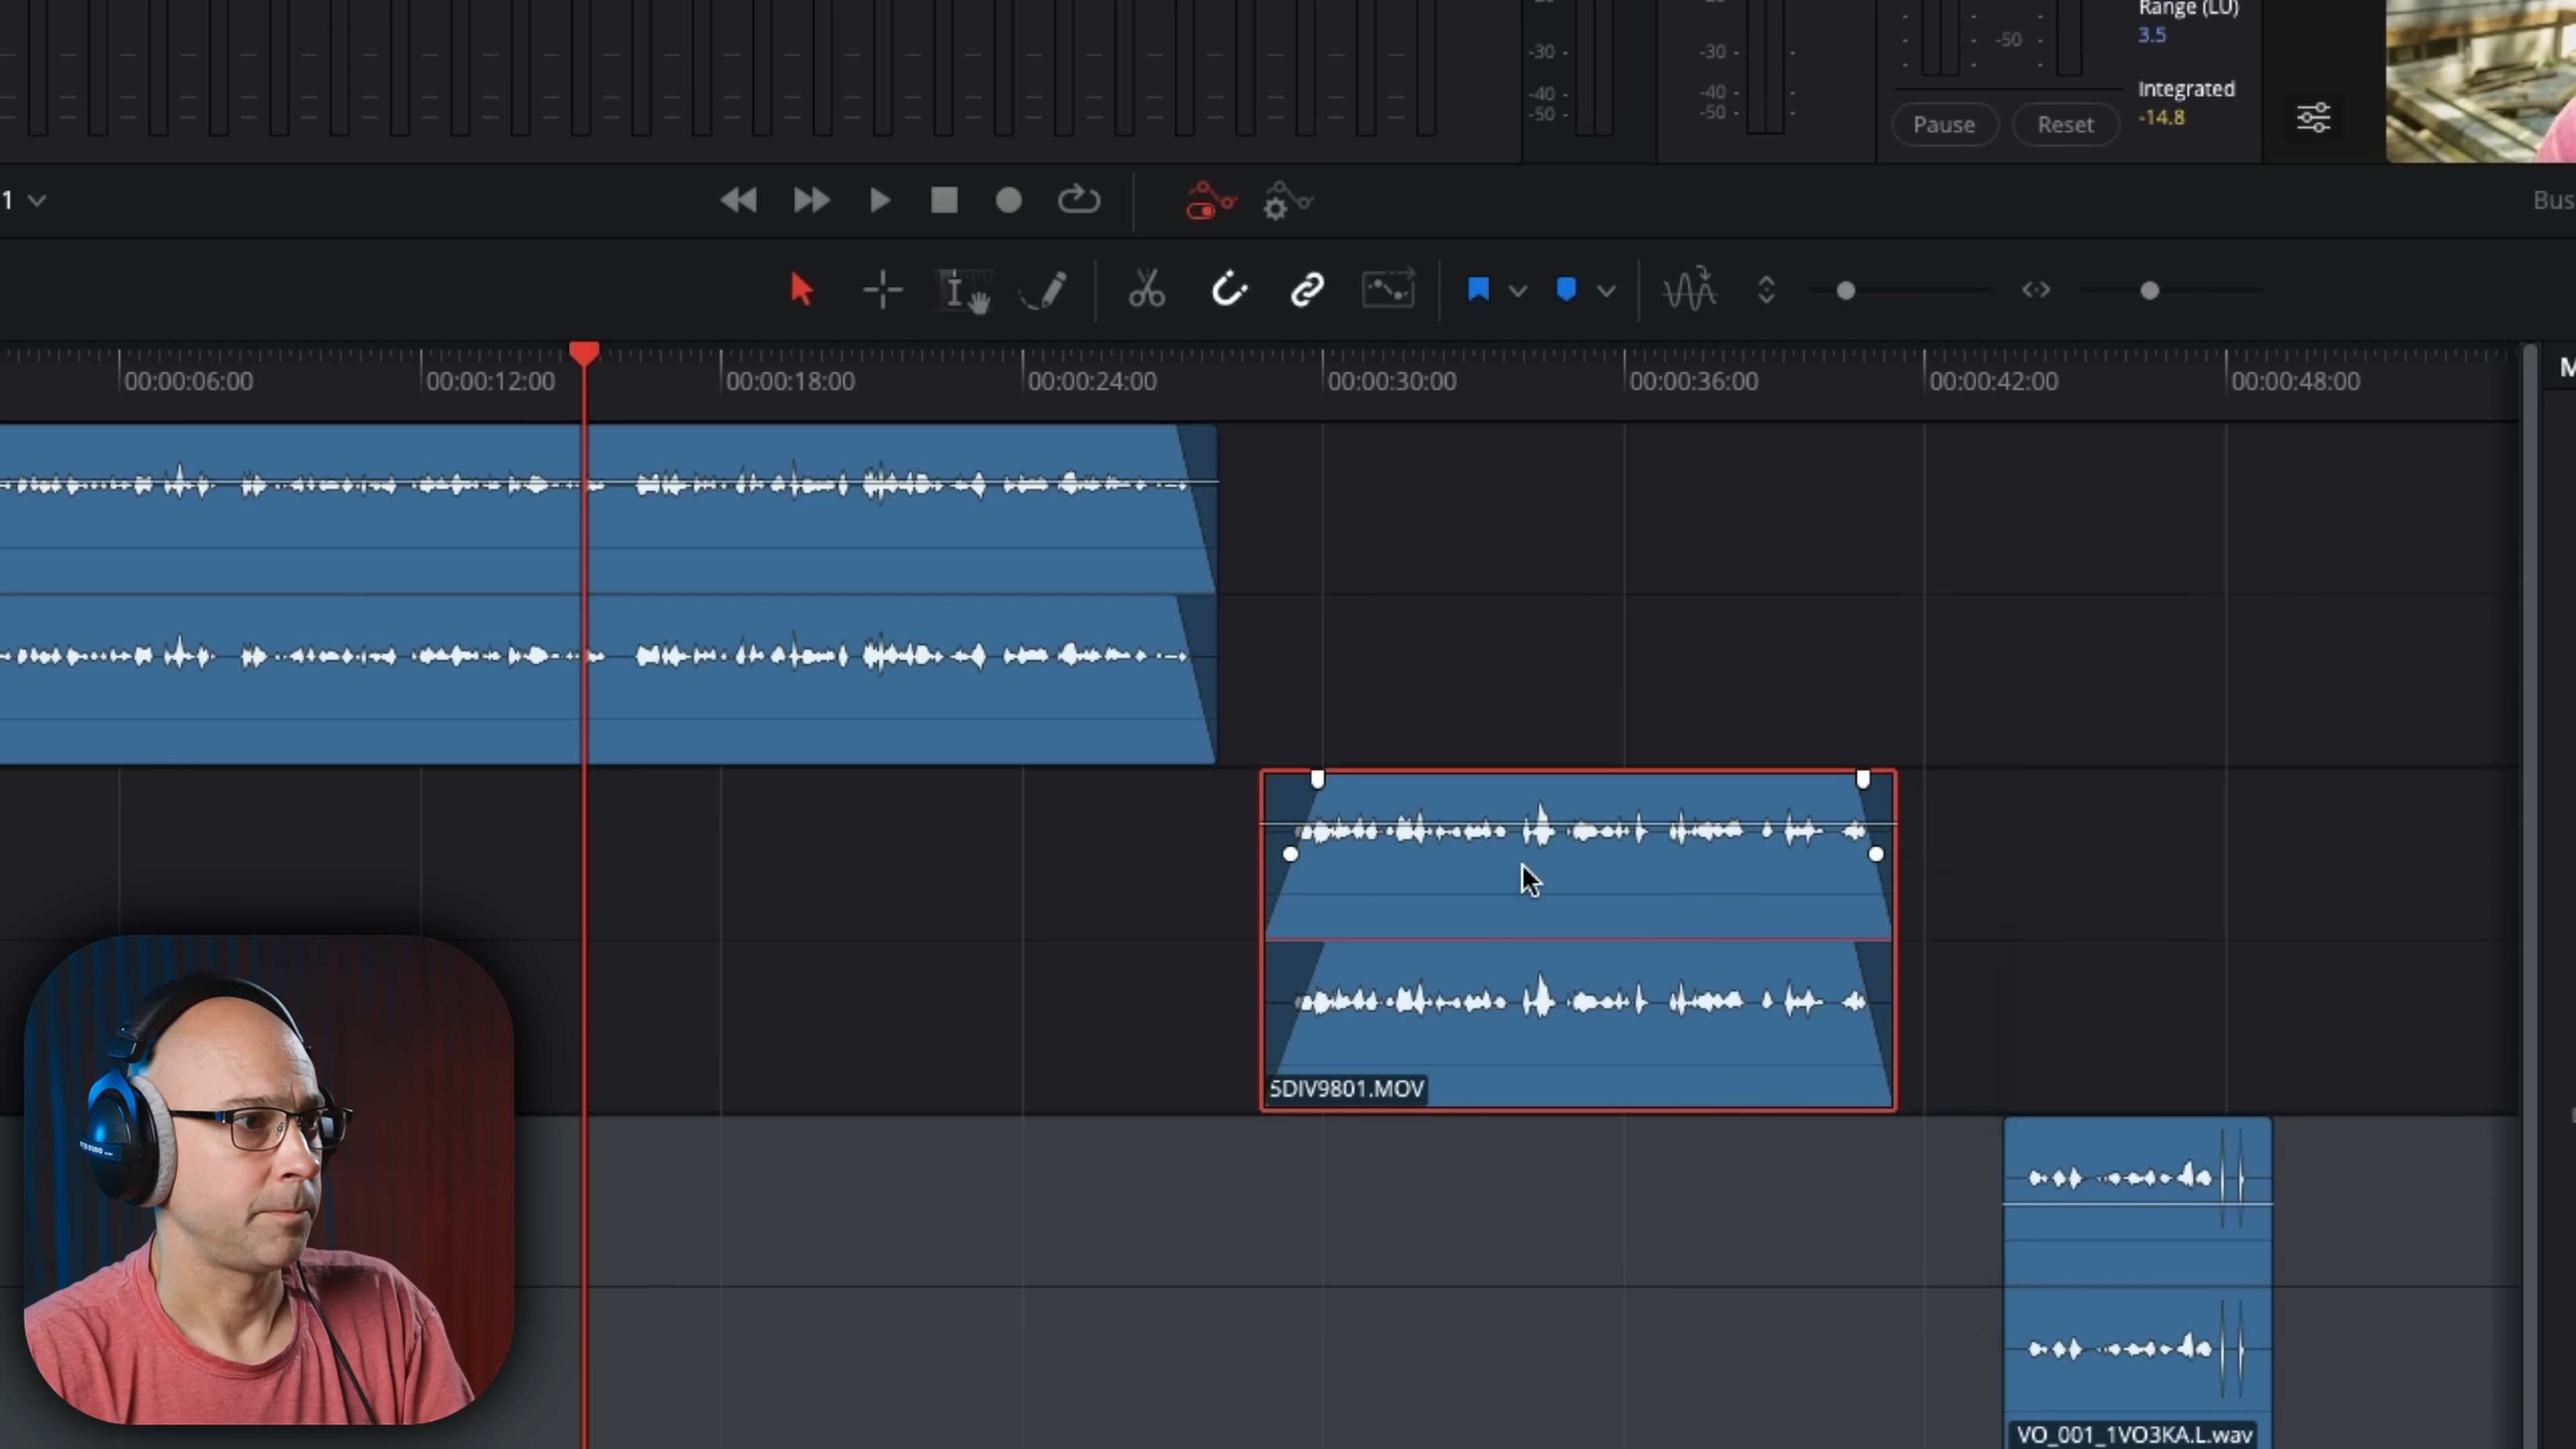 Range (LU)
3.5
-30
-30
-50
-40
-40
Integrated
-50
-50
Pause
Reset
-14.8
1
Bus
00:00:06:00
00:00:12:00
00:00:18:00
00:00:24:00
00:00:30:00
00:00:36:00
00:00:42:00
00:00:48:00
M
5DIV9801.MOV
VO_001_1VO3KA.L.wav